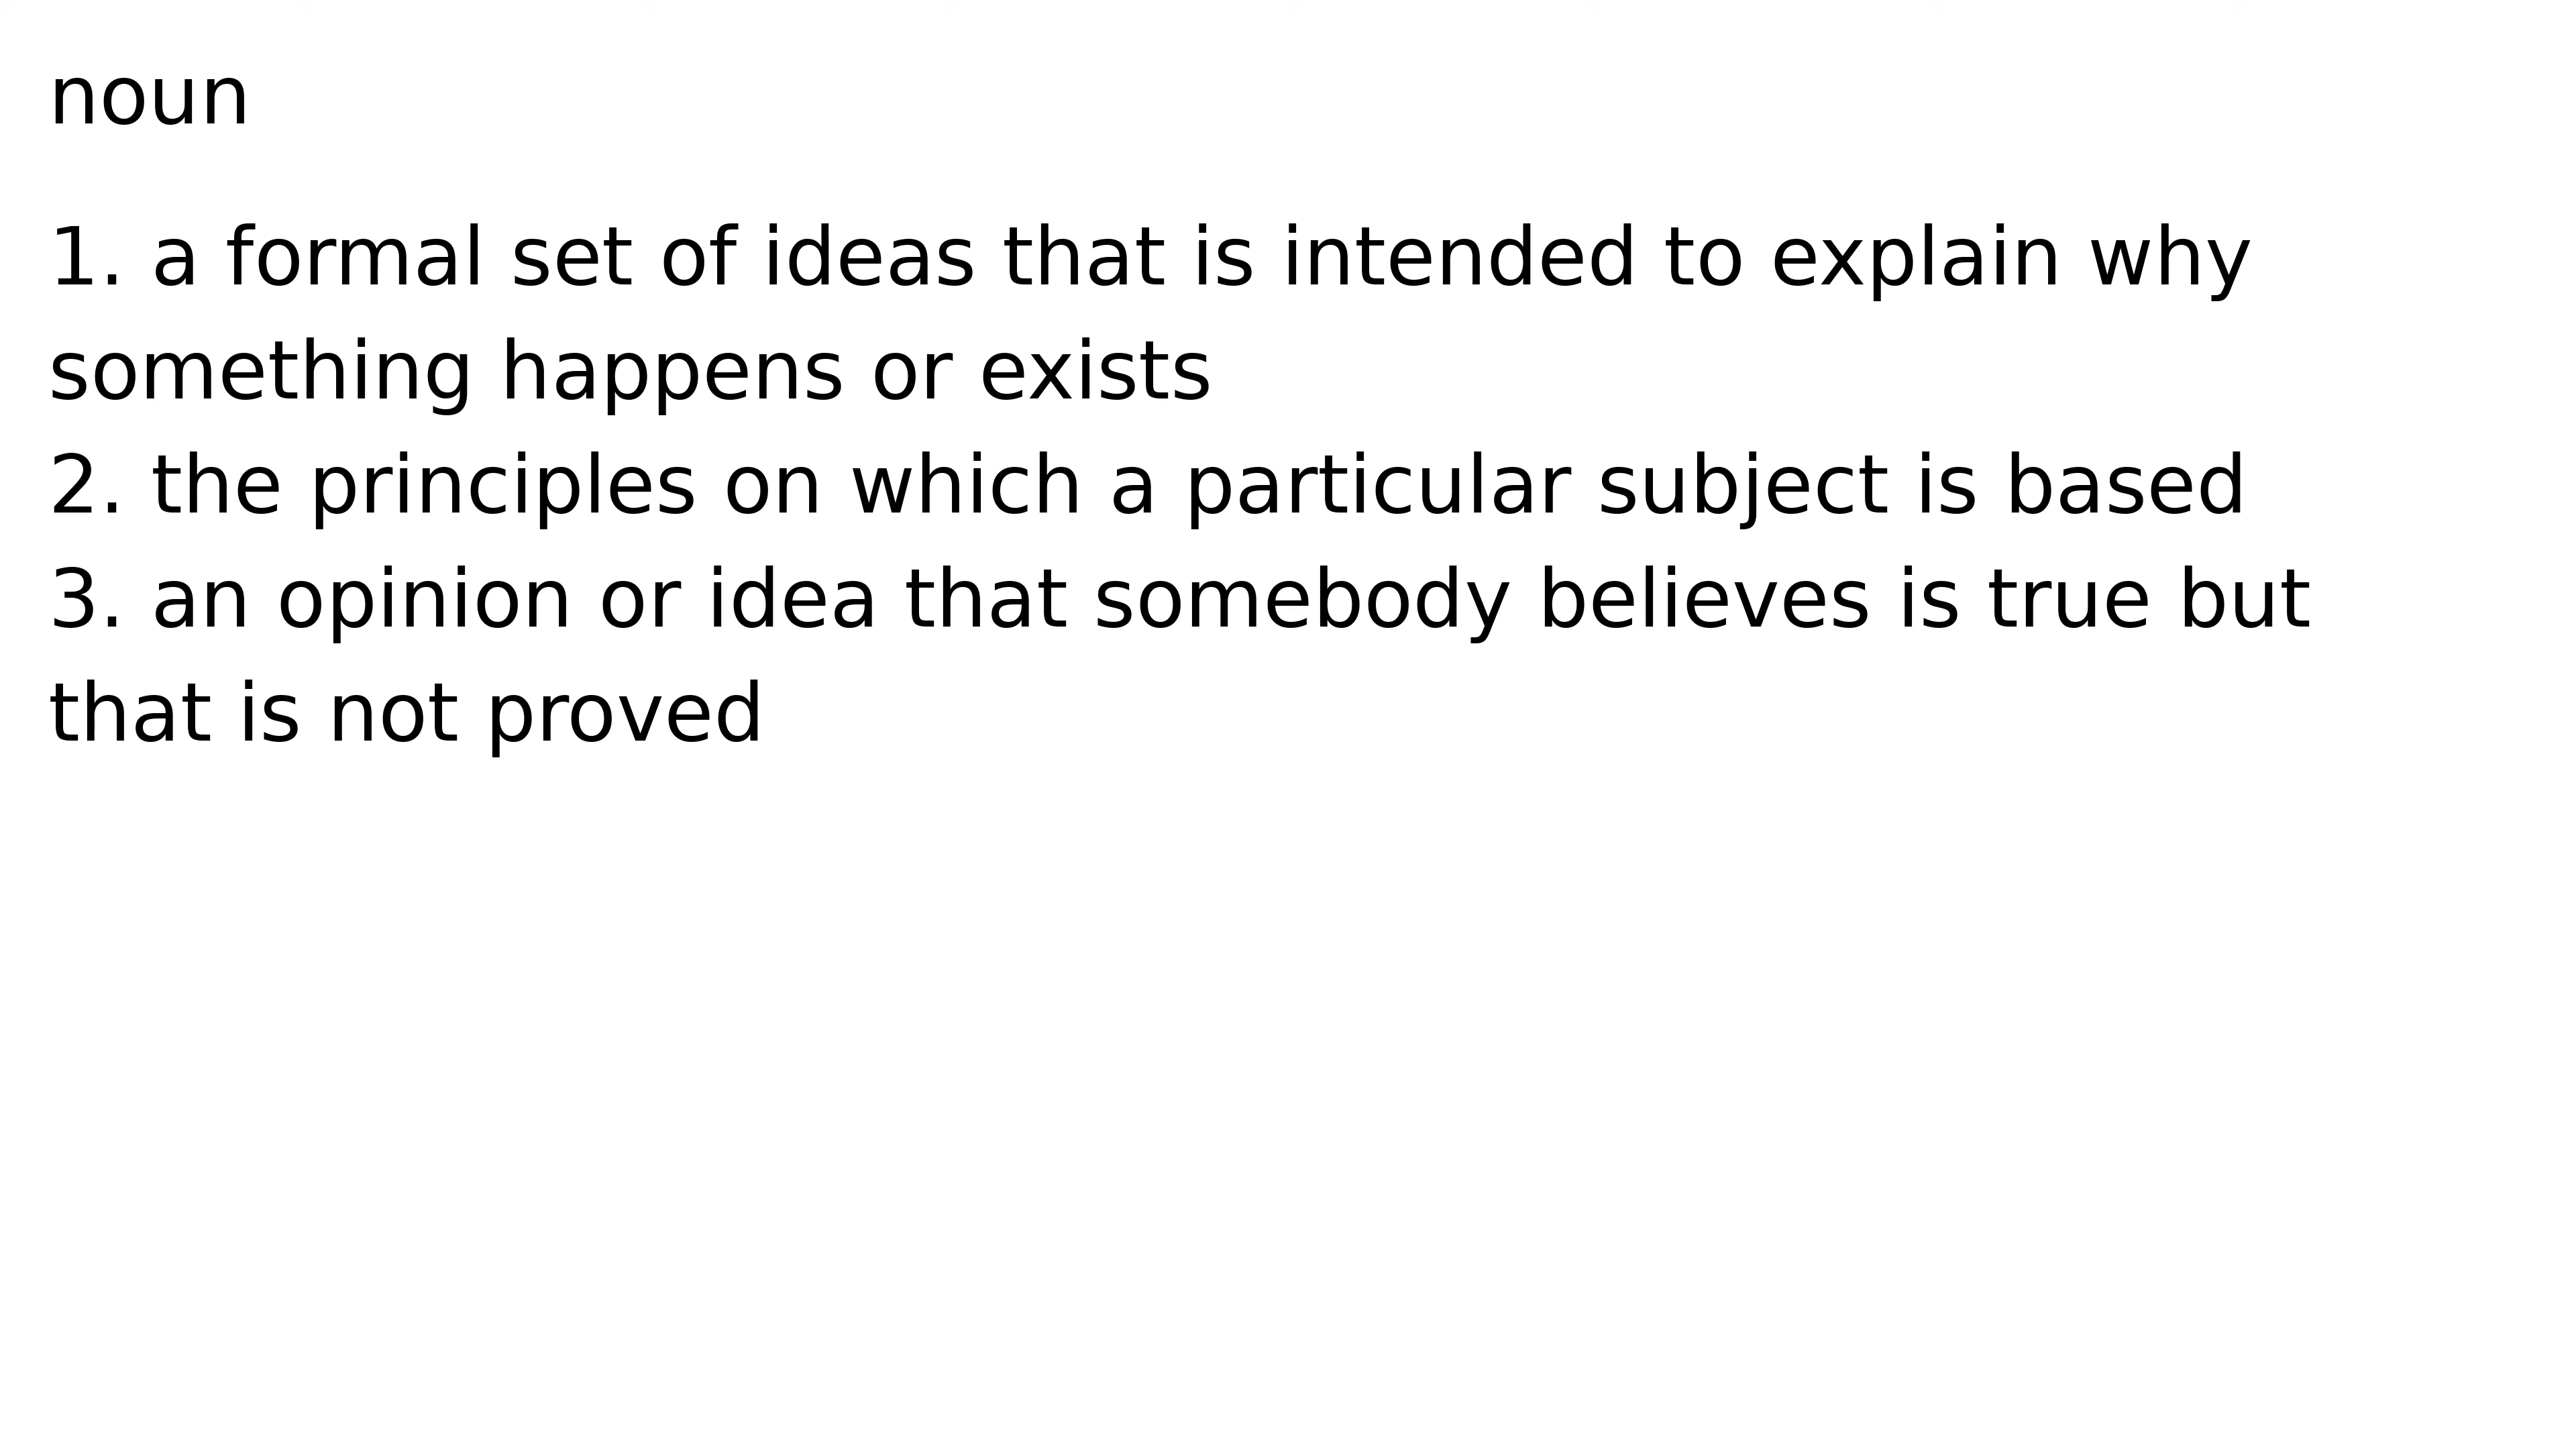 noun
1. a formal set of ideas that is intended to explain why
something happens or exists
2. the principles on which a particular subject is based
3. an opinion or idea that somebody believes is true but
that is not proved